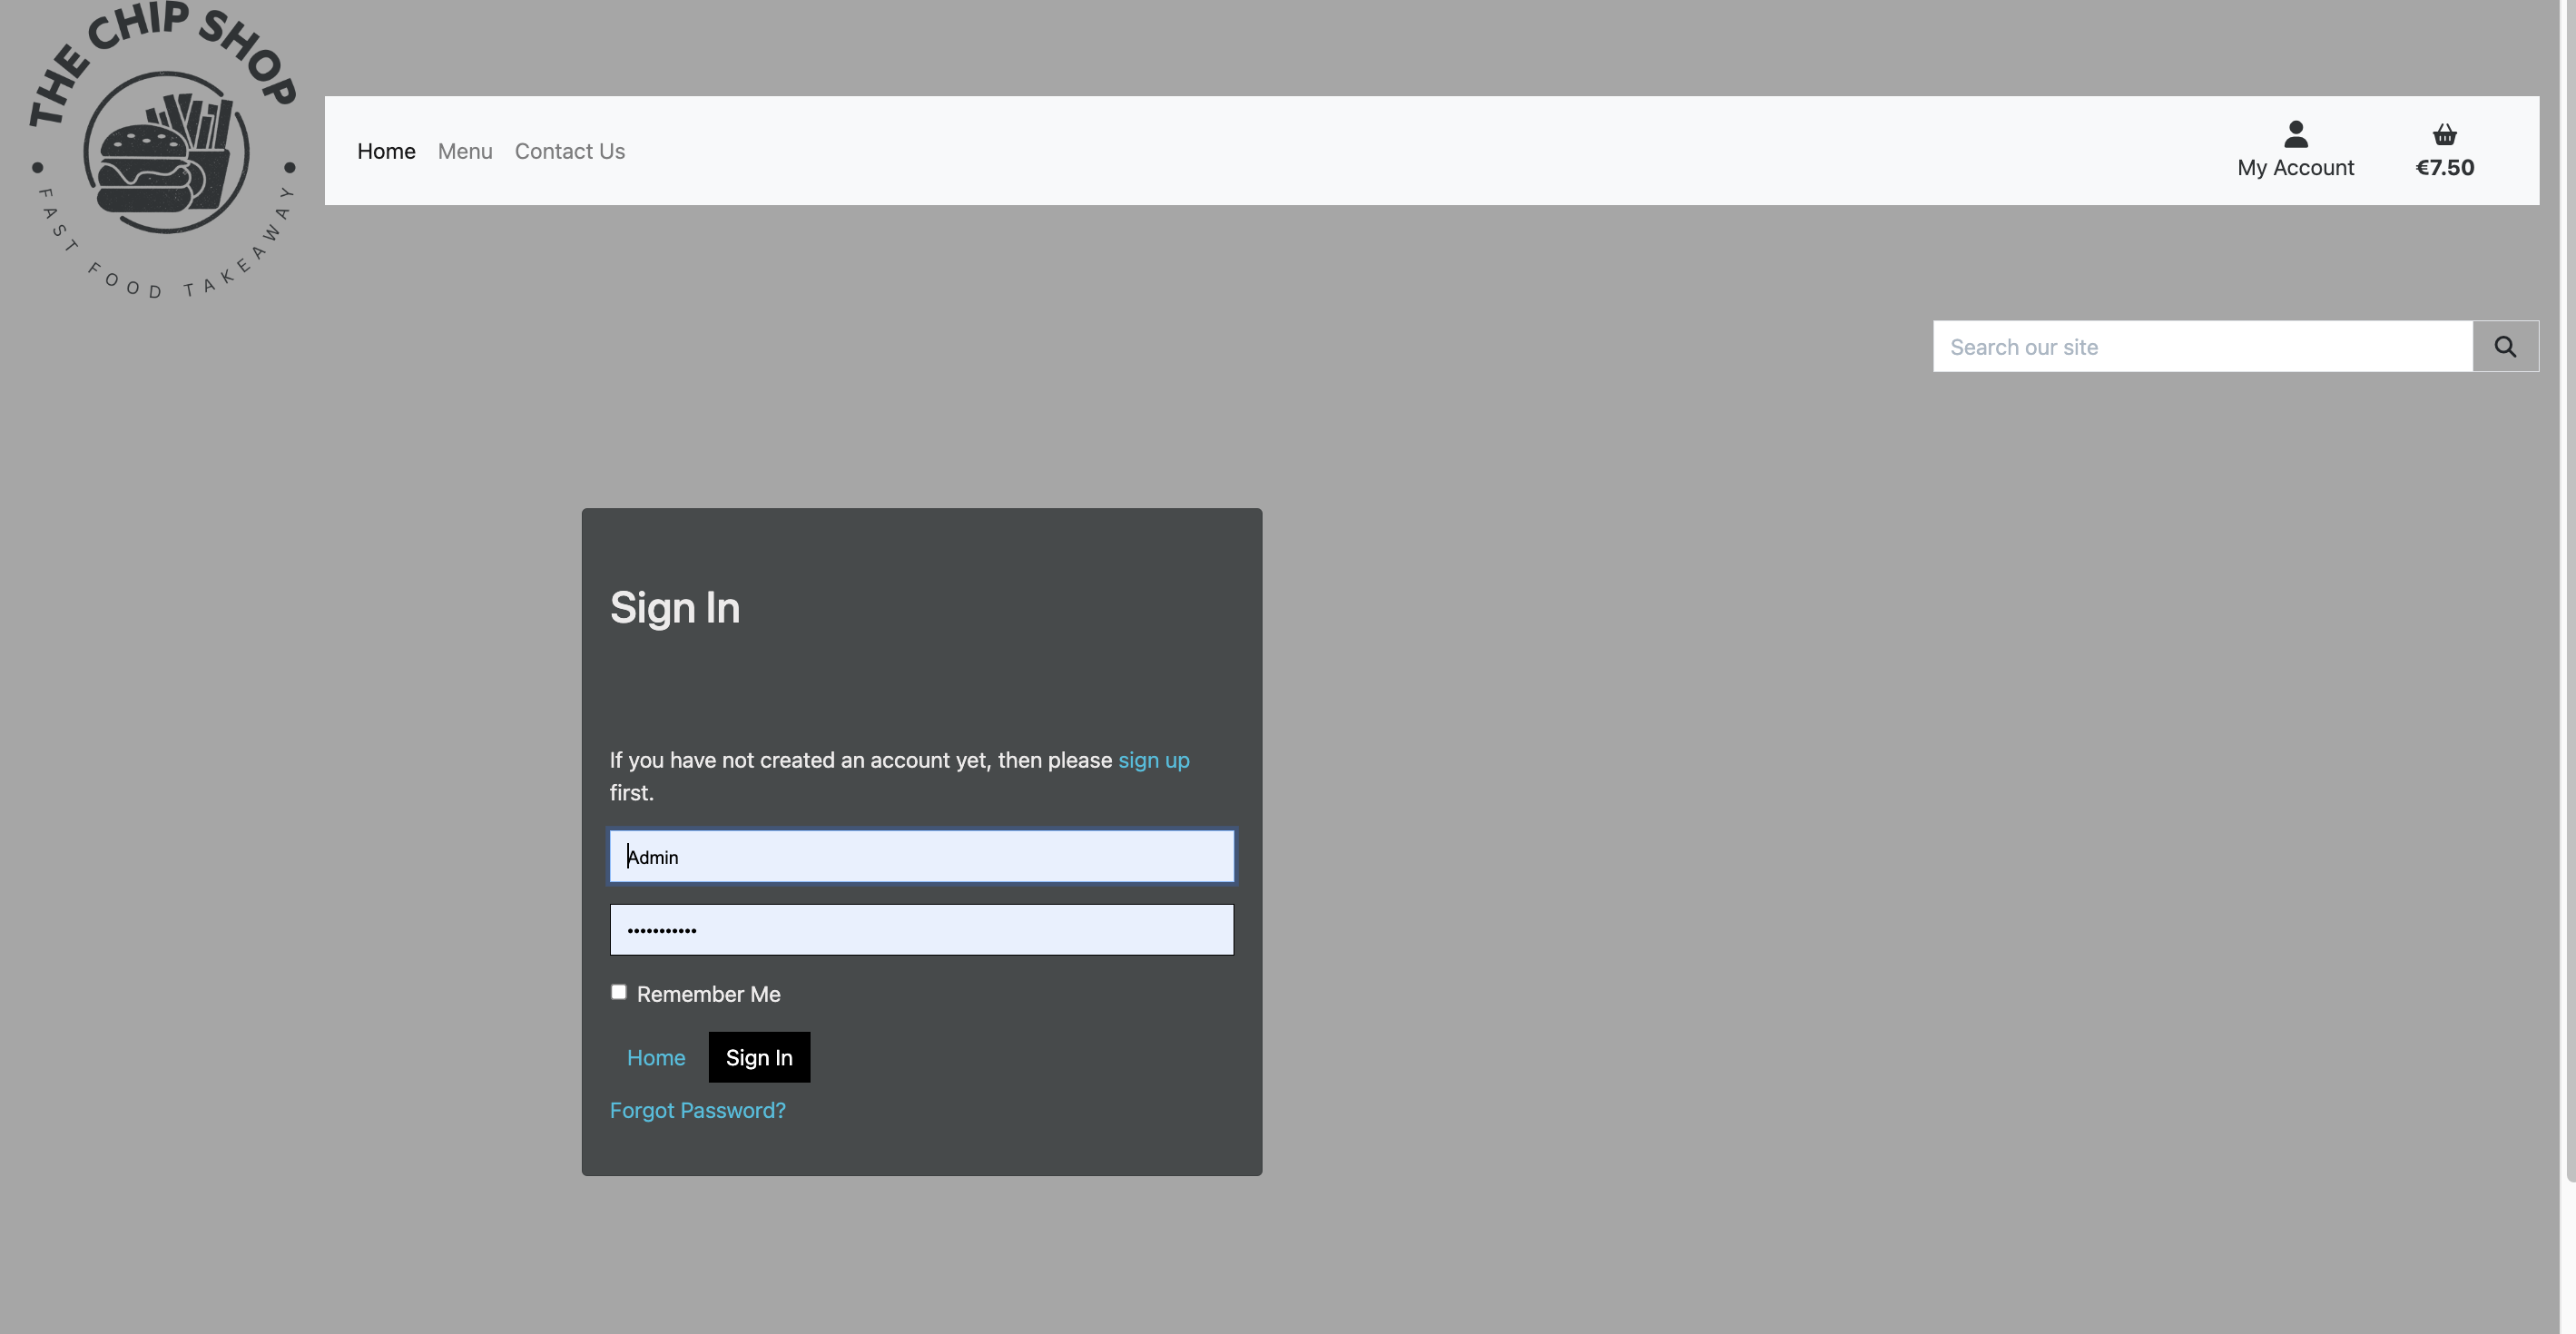 THE CHIP SHOP
FAST FOOD TAKEAWAY
Home Menu Contact Us
My Account
€7.50
Search our site
Sign In
If you have not created an account yet, then please sign up
first.
Admin
•••••••••••
Remember Me
Home Sign In
Forgot Password?